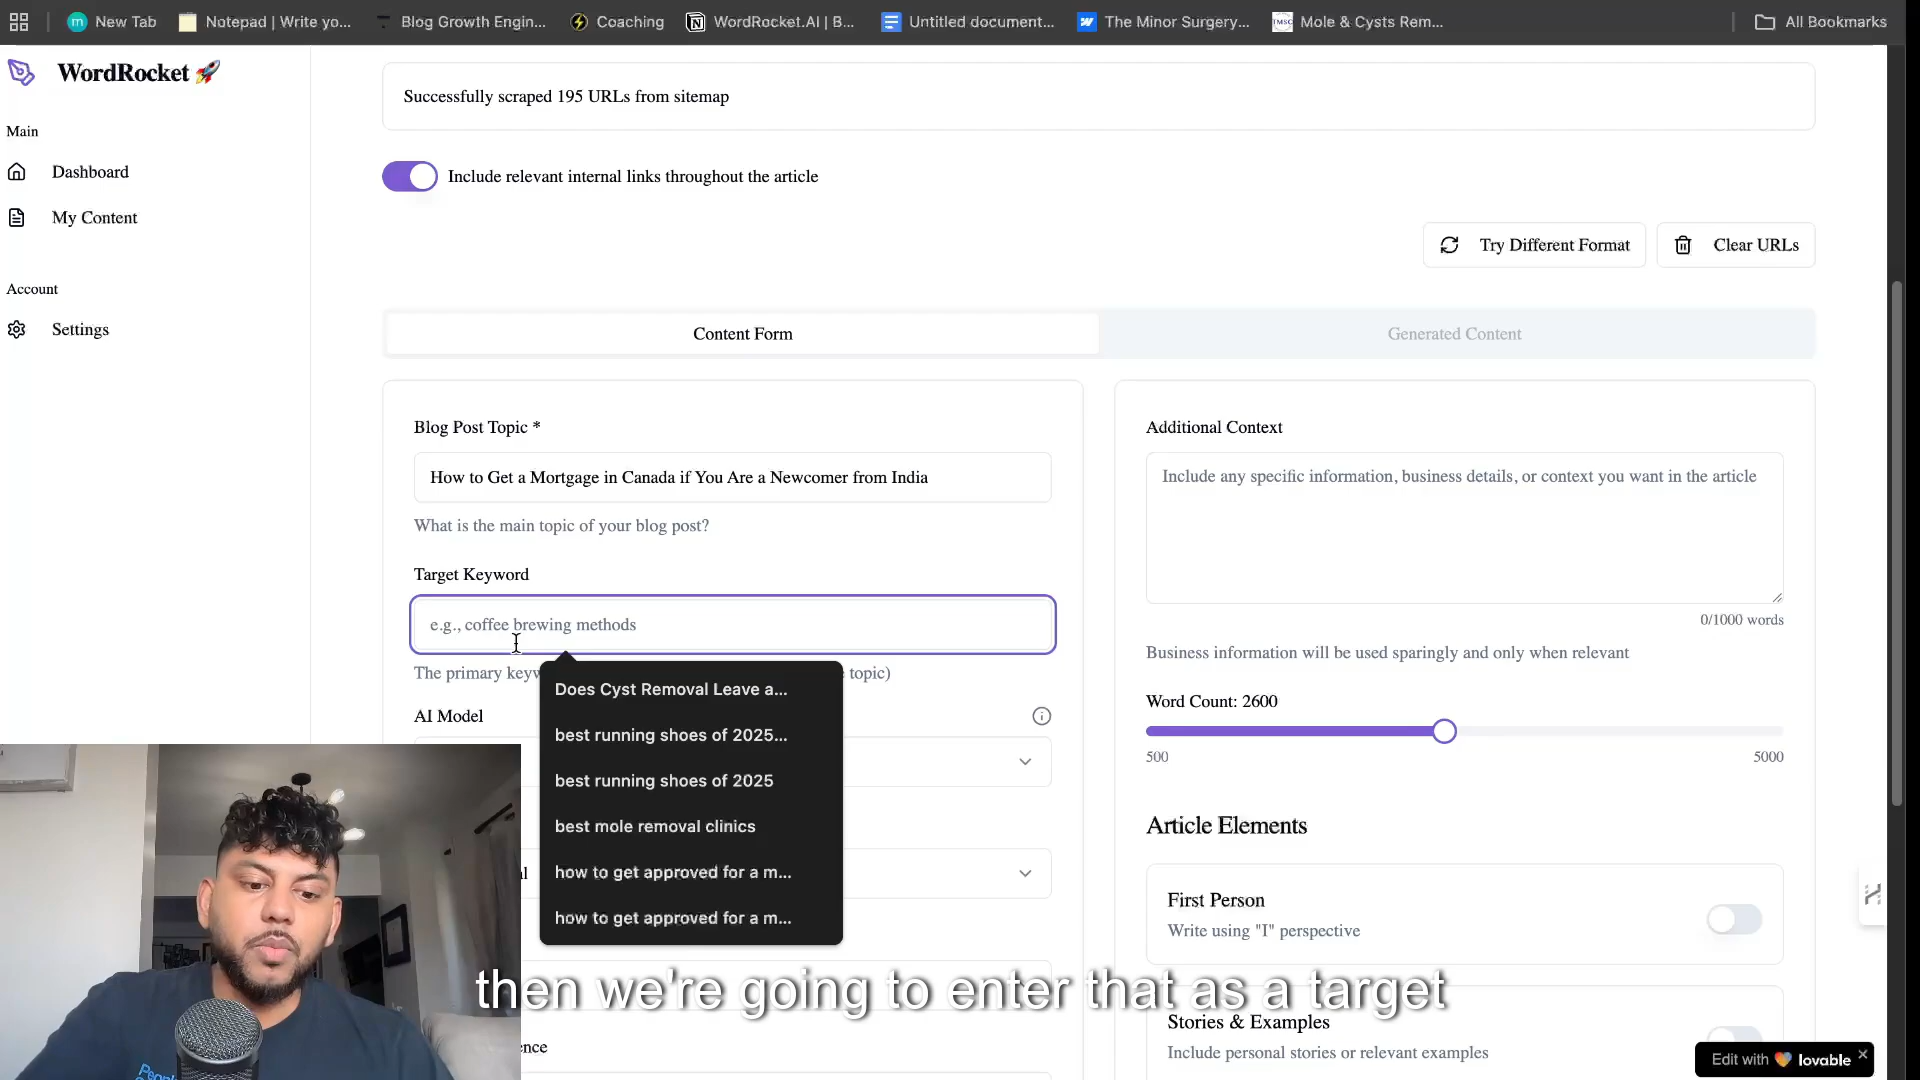 New Tab
Notepad | Write yo...
Blog Growth Engin...
Coaching
WordRocket.AI | B...
Untitled document...
The Minor Surgery...
Mole & Cysts Rem...
All Bookmarks
WordRocket 🚀
Main
Dashboard
My Content
Account
Settings
Successfully scraped 195 URLs from sitemap
Include relevant internal links throughout the article
Try Different Format
Clear URLs
Content Form
Generated Content
Blog Post Topic *
How to Get a Mortgage in Canada if You Are a Newcomer from India
What is the main topic of your blog post?
Target Keyword
e.g., coffee brewing methods
The primary keyw
topic)
Does Cyst Removal Leave a...
best running shoes of 2025...
best running shoes of 2025
best mole removal clinics
how to get approved for a m...
how to get approved for a m...
AI Model
Additional Context
Include any specific information, business details, or context you want in the article
0/1000 words
Business information will be used sparingly and only when relevant
Word Count: 2600
500
5000
Article Elements
First Person
Write using "I" perspective
Stories & Examples
Include personal stories or relevant examples
then we're going to enter that as a target
Edit with lovable